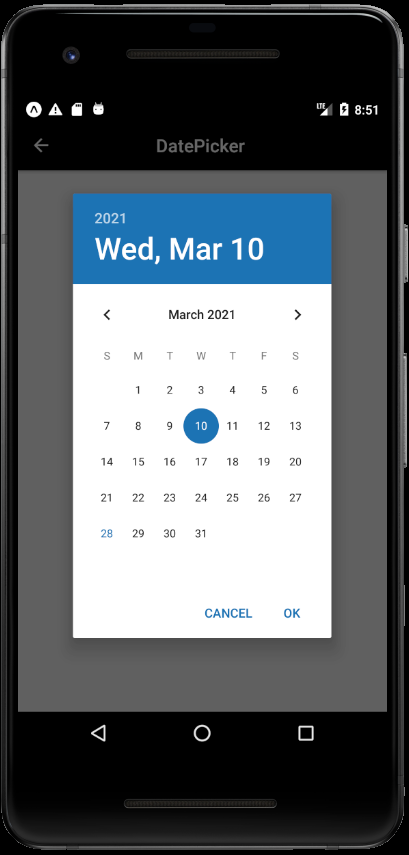 LTE 8:51
DatePicker
2021
Wed, Mar 10
March 2021
S M T W T F S
1 2 3 4 5 6
7 8 9 10 11 12 13
14 15 16 17 18 19 20
21 22 23 24 25 26 27
28 29 30 31
CANCEL OK